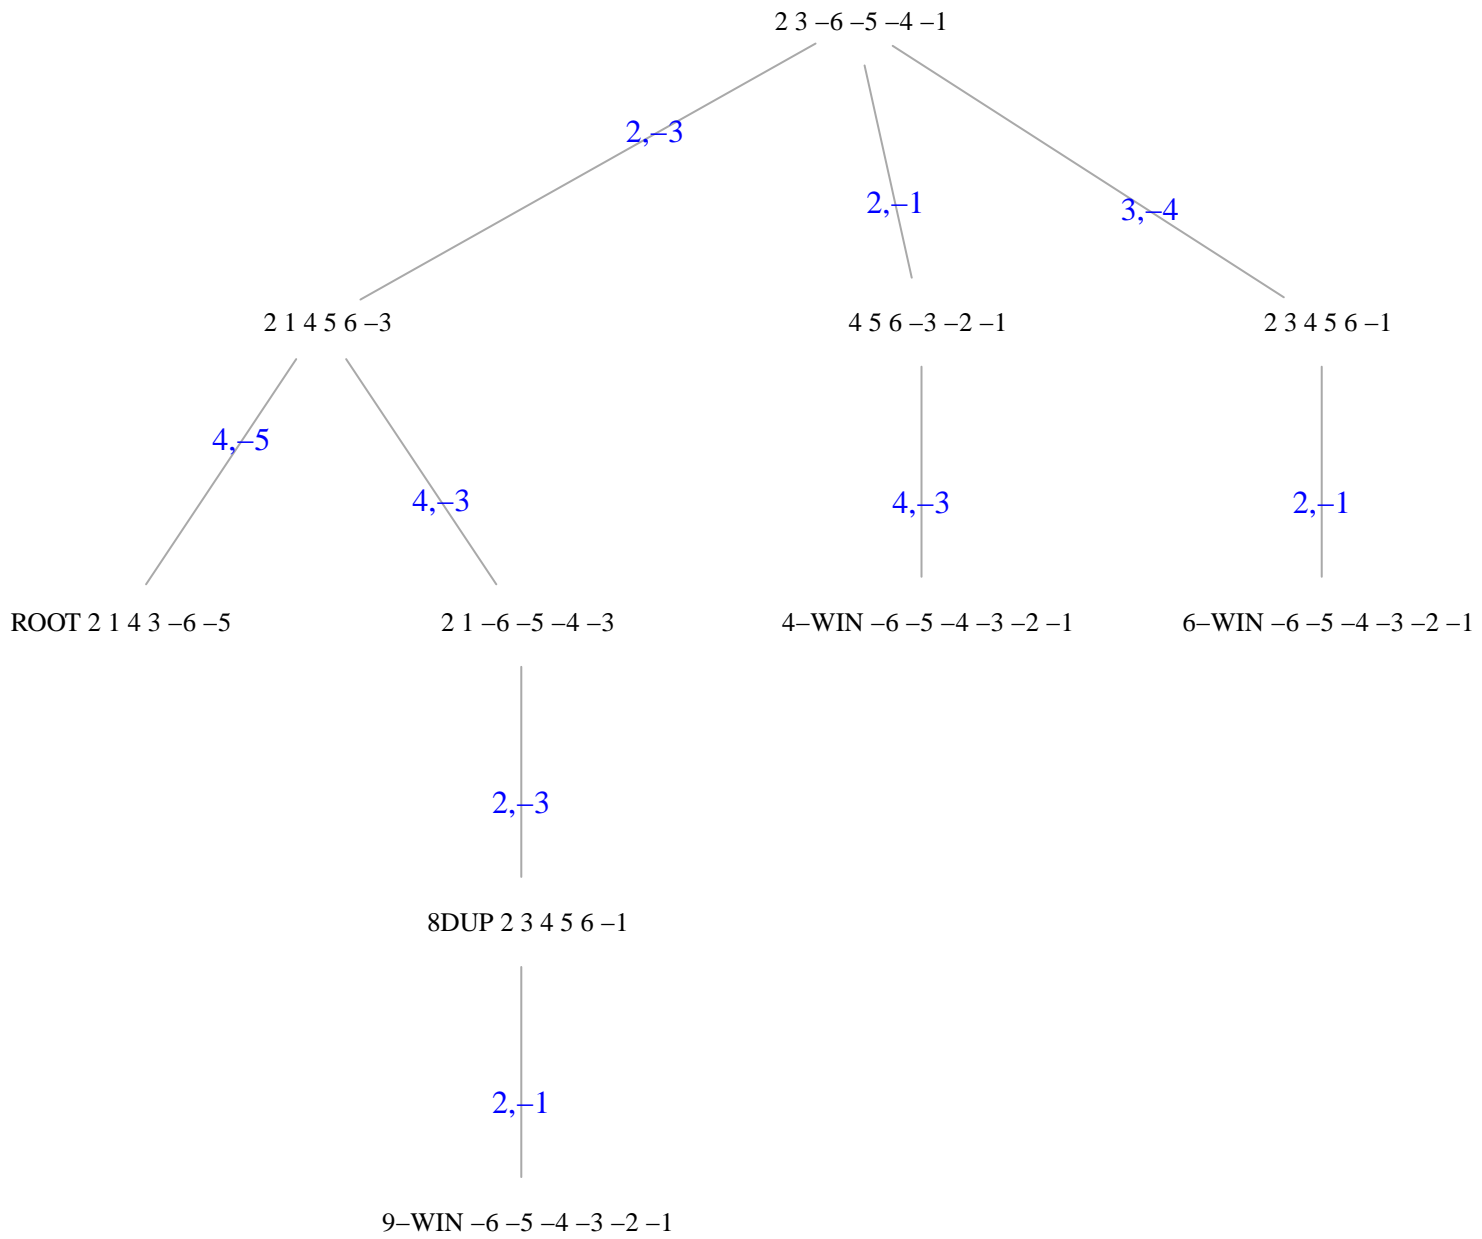 2 3 –6 –5 –4 –1
2,–3
2,–1
3,–4
2 1 4 5 6 –3
4 5 6 –3 –2 –1
2 3 4 5 6 –1
4,–5
4,–3
4,–3
2,–1
ROOT 2 1 4 3 –6 –5
2 1 –6 –5 –4 –3
4–WIN –6 –5 –4 –3 –2 –1
6–WIN –6 –5 –4 –3 –2 –1
2,–3
8DUP 2 3 4 5 6 –1
2,–1
9–WIN –6 –5 –4 –3 –2 –1